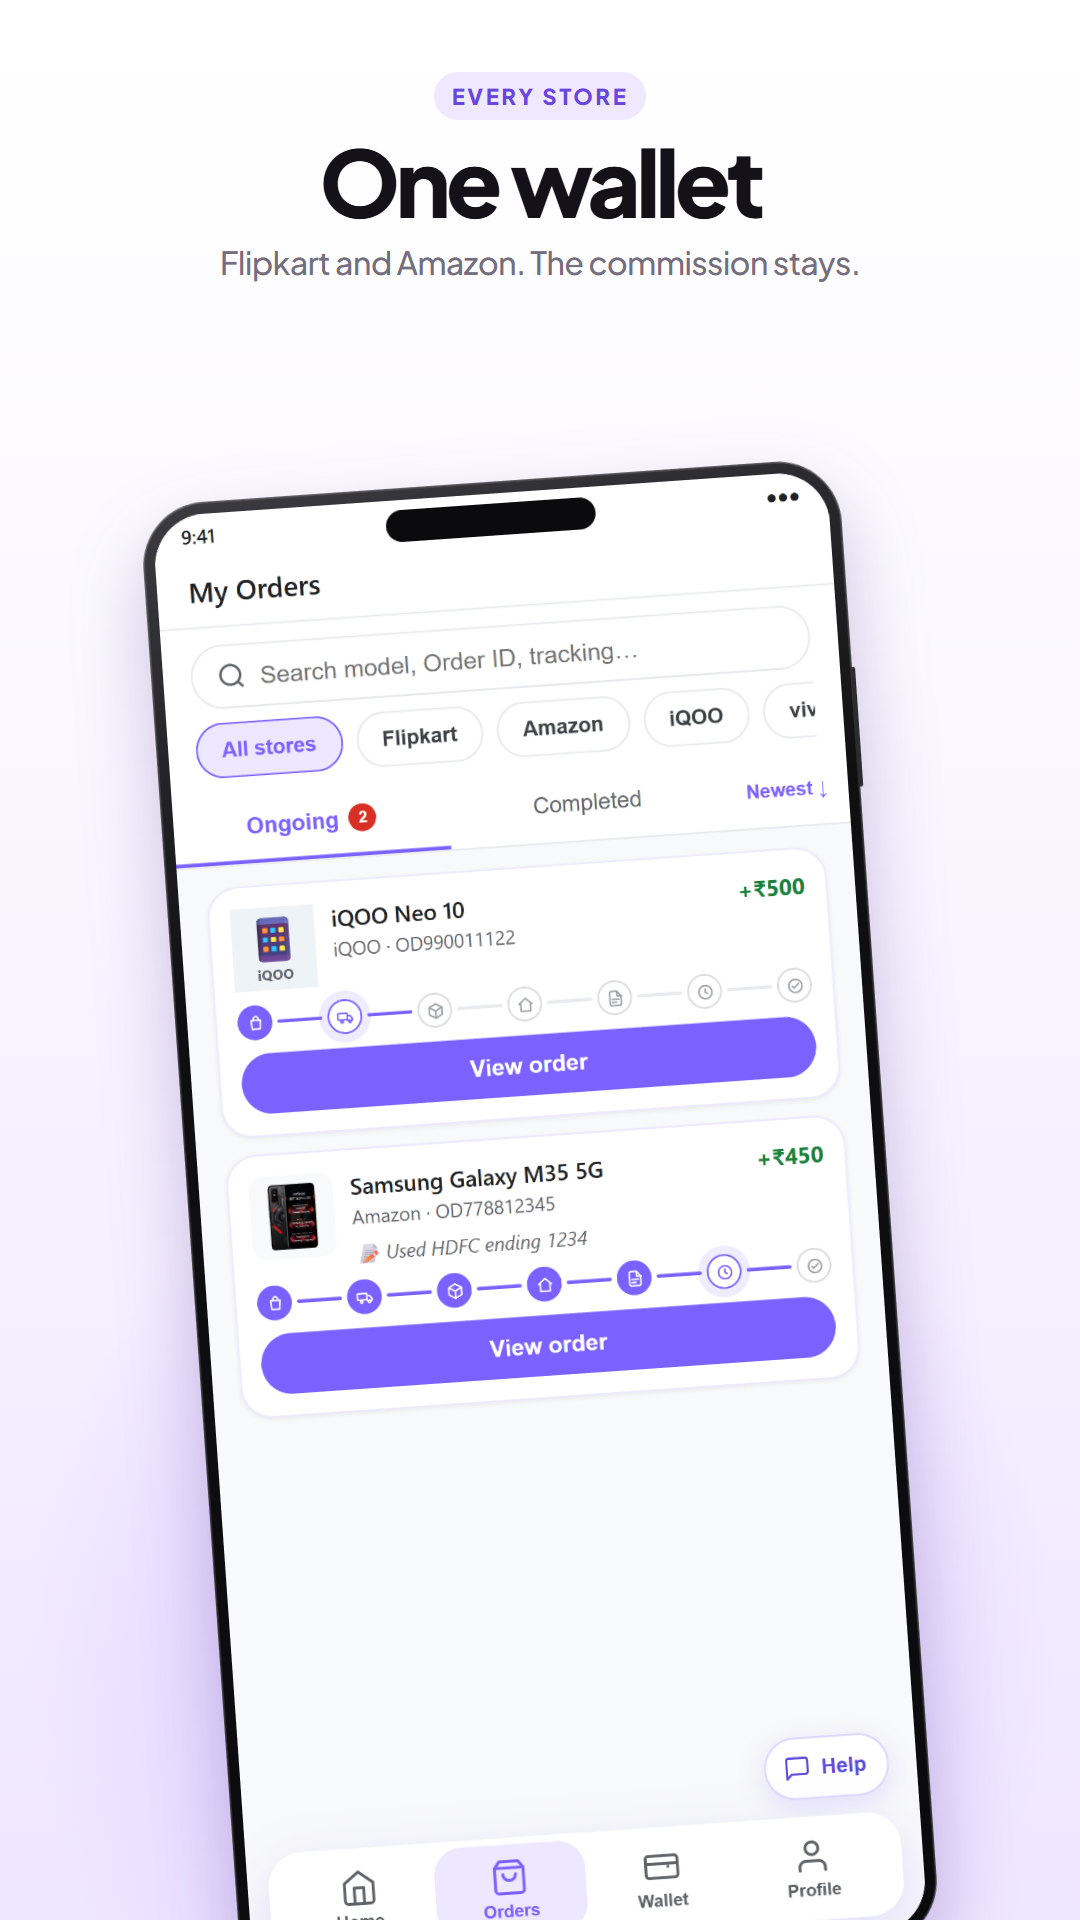 EVERY STORE
One wallet
Flipkart and Amazon. The commission stays.
9:41
My Orders
Search model, Order ID, tracking...
All stores
Flipkart
Amazon
iQOO
viv
Ongoing 2
Completed
Newest ↓
iQOO Neo 10
+₹500
iQOO · OD990011122
iQOO
View order
Samsung Galaxy M35 5G
+₹450
Amazon · OD778812345
📝 Used HDFC ending 1234
View order
Help
Home
Orders
Wallet
Profile